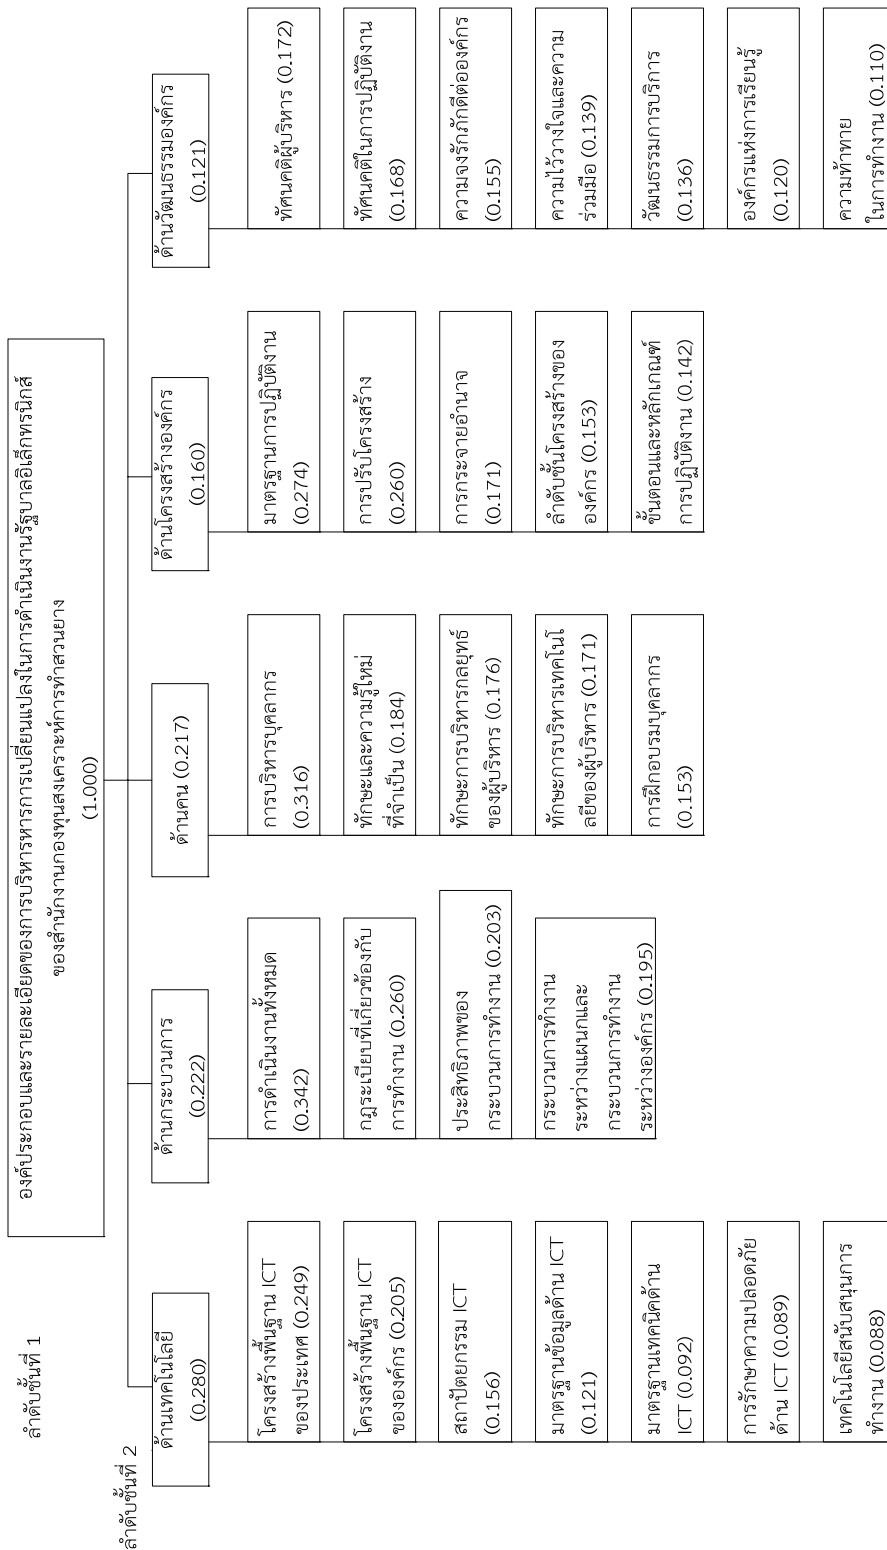 ลำดับชั้นที่ 1
องค์ประกอบและรายละเอียดของการบริหารหารการเปลี่ยนแปลงในการดำเนินงานรัฐบาลอิเล็กทรนิกส์
ของสำนักงานกองทุนสงเคราะห์การทำสวนยาง
(1.000)
ลำดับชั้นที่ 2
ด้านเทคโนโลยี
(0.280)
โครงสร้างพื้นฐาน ICT
ของประเทศ (0.249)
โครงสร้างพื้นฐาน ICT
ขององค์กร (0.205)
สถาปัตยกรรม ICT
(0.156)
มาตรฐานข้อมูลด้าน ICT
(0.121)
มาตรฐานเทคนิคด้าน
ICT (0.092)
การรักษาความปลอดภัย
ด้าน ICT (0.089)
เทคโนโลยีสนับสนุนการ
ทำงาน (0.088)
ด้านกระบวนการ
(0.222)
การดำเนินงานทั้งหมด
(0.342)
กฎระเบียบที่เกี่ยวข้องกับ
การทำงาน (0.260)
ประสิทธิภาพของ
กระบวนการทำงาน (0.203)
กระบวนการทำงาน
ระหว่างแผนกและ
กระบวนการทำงาน
ระหว่างองค์กร (0.195)
ด้านคน (0.217)
การบริหารบุคลากร
(0.316)
ทักษะและความรู้ใหม่
ที่จำเป็น (0.184)
ทักษะการบริหารกลยุทธ์
ของผู้บริหาร (0.176)
ทักษะการบริหารเทคโนโ
ลยีของผู้บริหาร (0.171)
การฝึกอบรมบุคลากร
(0.153)
ด้านโครงสร้างองค์กร
(0.160)
มาตรฐานการปฏิบัติงาน
(0.274)
การปรับโครงสร้าง
(0.260)
การกระจายอำนาจ
(0.171)
ลำดับชั้นโครงสร้างของ
องค์กร (0.153)
ขั้นตอนและหลักเกณฑ์
การปฏิบัติงาน (0.142)
ด้านวัฒนธรรมองค์กร
(0.121)
ทัศนคติผู้บริหาร (0.172)
ทัศนคติในการปฏิบัติงาน
(0.168)
ความจงรักภักดีต่อองค์กร
(0.155)
ความไว้วางใจและความ
ร่วมมือ (0.139)
วัฒนธรรมการบริการ
(0.136)
องค์กรแห่งการเรียนรู้
(0.120)
ความท้าทาย
ในการทำงาน (0.110)